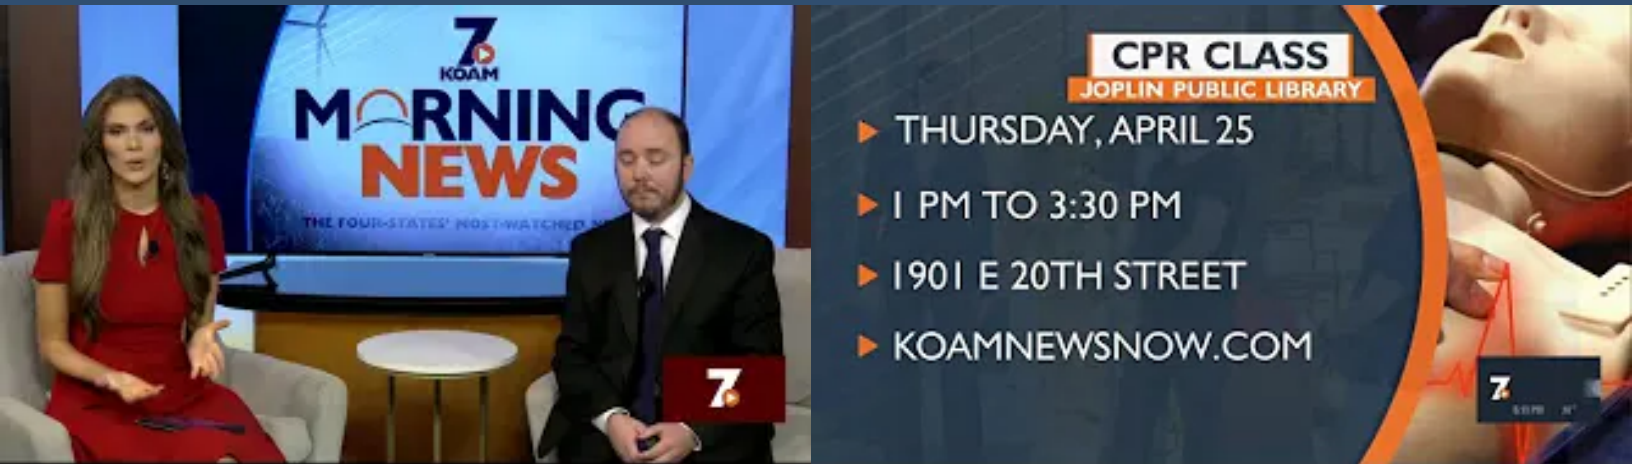 7
KOAM
MORNING
NEWS
THE FOUR-STATES' MOST-WATCHED
7
CPR CLASS
JOPLIN PUBLIC LIBRARY
THURSDAY, APRIL 25
1 PM TO 3:30 PM
1901 E 20TH STREET
KOAMNEWSNOW.COM
7